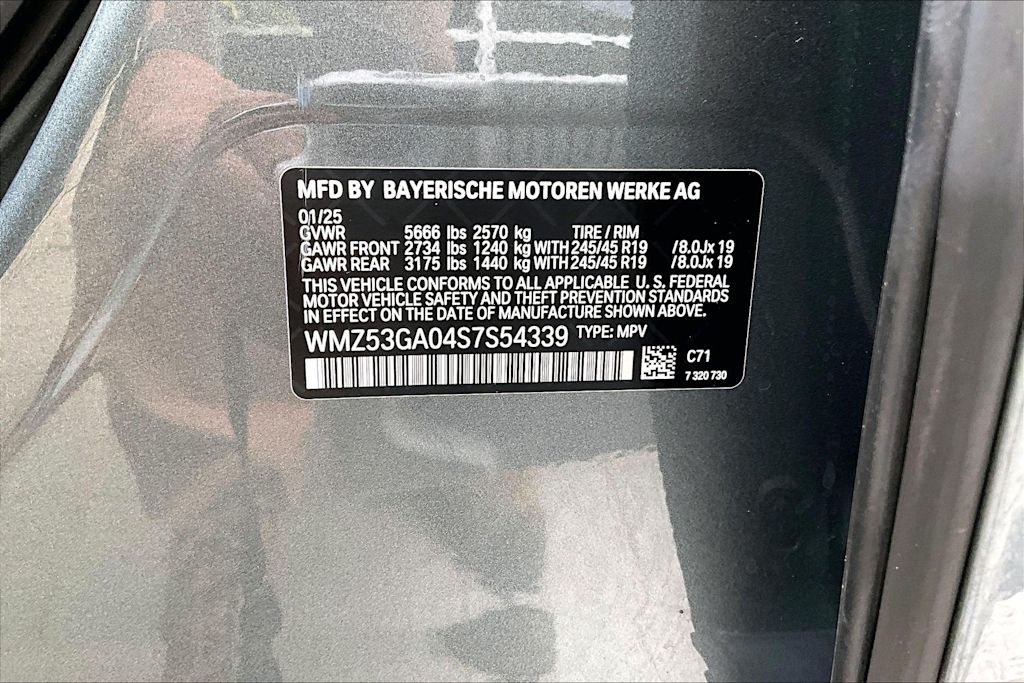 MFD BY BAYERISCHE MOTOREN WERKE AG
01/25
GVWR 5666 lbs 2570 kg TIRE / RIM
GAWR FRONT 2734 lbs 1240 kg WITH 245/45 R19 /8.0Jx 19
GAWR REAR 3175 lbs 1440 kg WITH 245/45 R19 /8.0Jx 19
THIS VEHICLE CONFORMS TO ALL APPLICABLE U. S. FEDERAL
MOTOR VEHICLE SAFETY AND THEFT PREVENTION STANDARDS
IN EFFECT ON THE DATE OF MANUFACTURE SHOWN ABOVE.
WMZ53GA04S7S54339 TYPE: MPV
C71
7 320 730